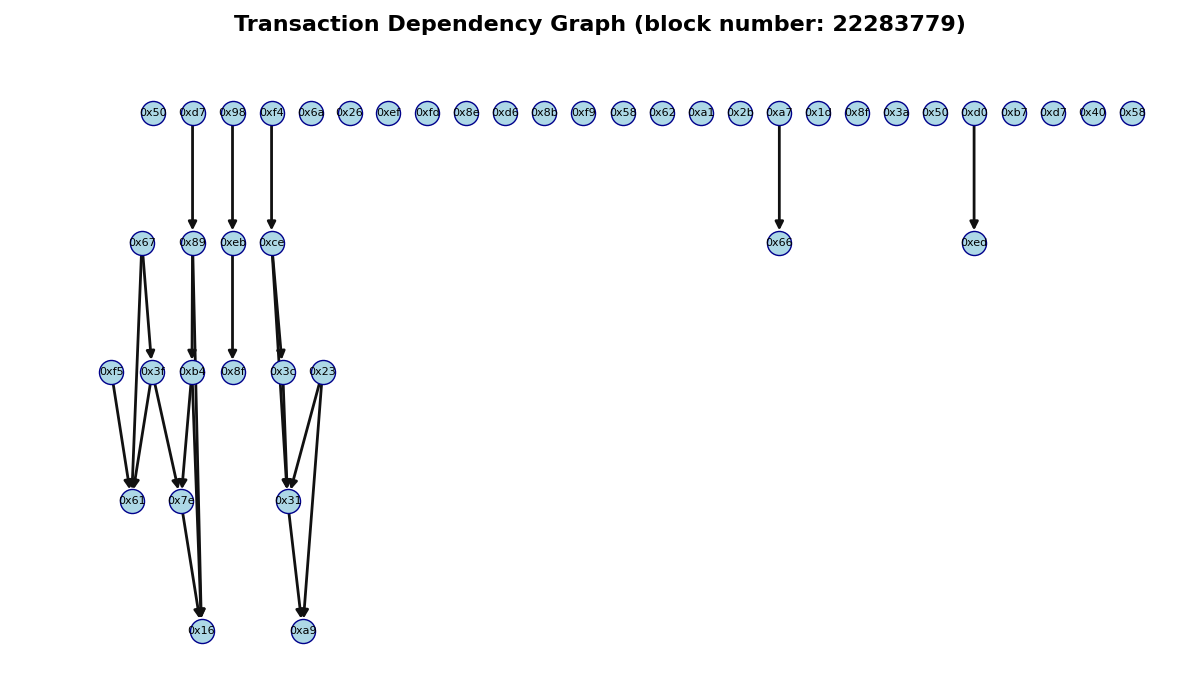 Transaction Dependency Graph (block number: 22283779)
0x50 0xd7 0x98 0xf4 0x6a 0x26 0xef 0xfd 0x8e 0xd6 0x8b 0xf9 0x58 0x62 0xa1 0x2b 0xa7 0x1d 0x8f 0x3a 0x50 0xd0 0xb7 0xd7 0x40 0x58
0x67 0x89 0xeb 0xce 0x66 0xed
0xf5 0x3f 0xb4 0x8f 0x3c 0x23
0x61 0x7e 0x31
0x16 0xa9